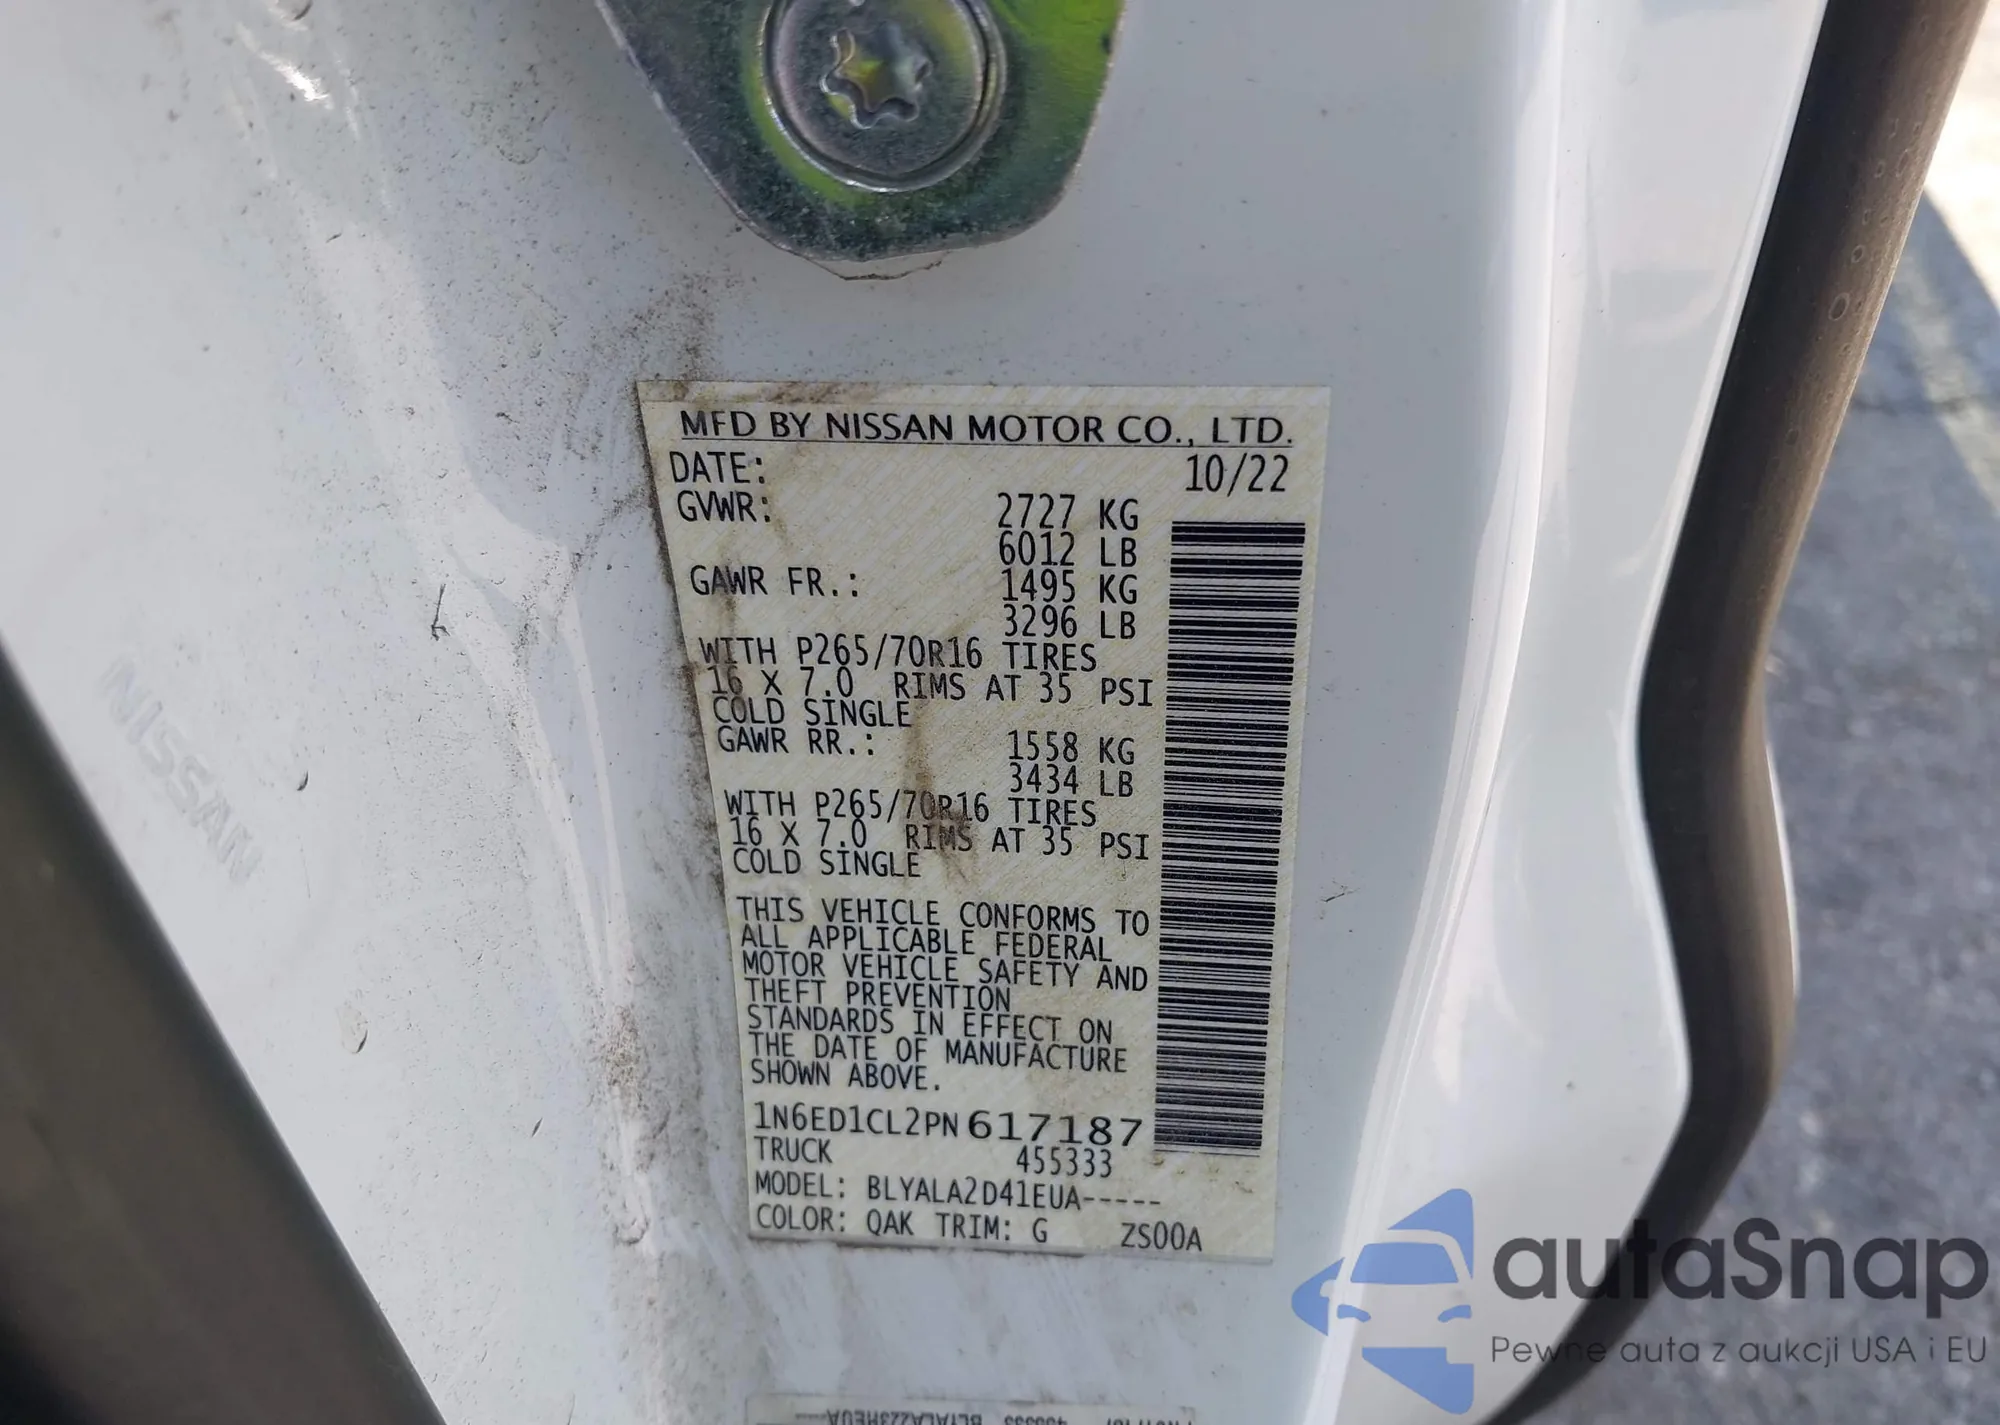 MFD BY NISSAN MOTOR CO., LTD.
DATE: 10/22
GVWR: 2727 KG
6012 LB
GAWR FR.: 1495 KG
3296 LB
WITH P265/70R16 TIRES
16 X 7.0 RIMS AT 35 PSI
COLD SINGLE
GAWR RR.: 1558 KG
3434 LB
WITH P265/70R16 TIRES
16 X 7.0 RIMS AT 35 PSI
COLD SINGLE
THIS VEHICLE CONFORMS TO
ALL APPLICABLE FEDERAL
MOTOR VEHICLE SAFETY AND
THEFT PREVENTION
STANDARDS IN EFFECT ON
THE DATE OF MANUFACTURE
SHOWN ABOVE.
1N6ED1CL2PN617187
TRUCK 455333
MODEL: BLYALA2D41EUA-----
COLOR: QAK TRIM: G ZS00A
NISSAN
autaSnap
Pewne auta z aukcji USA i EU